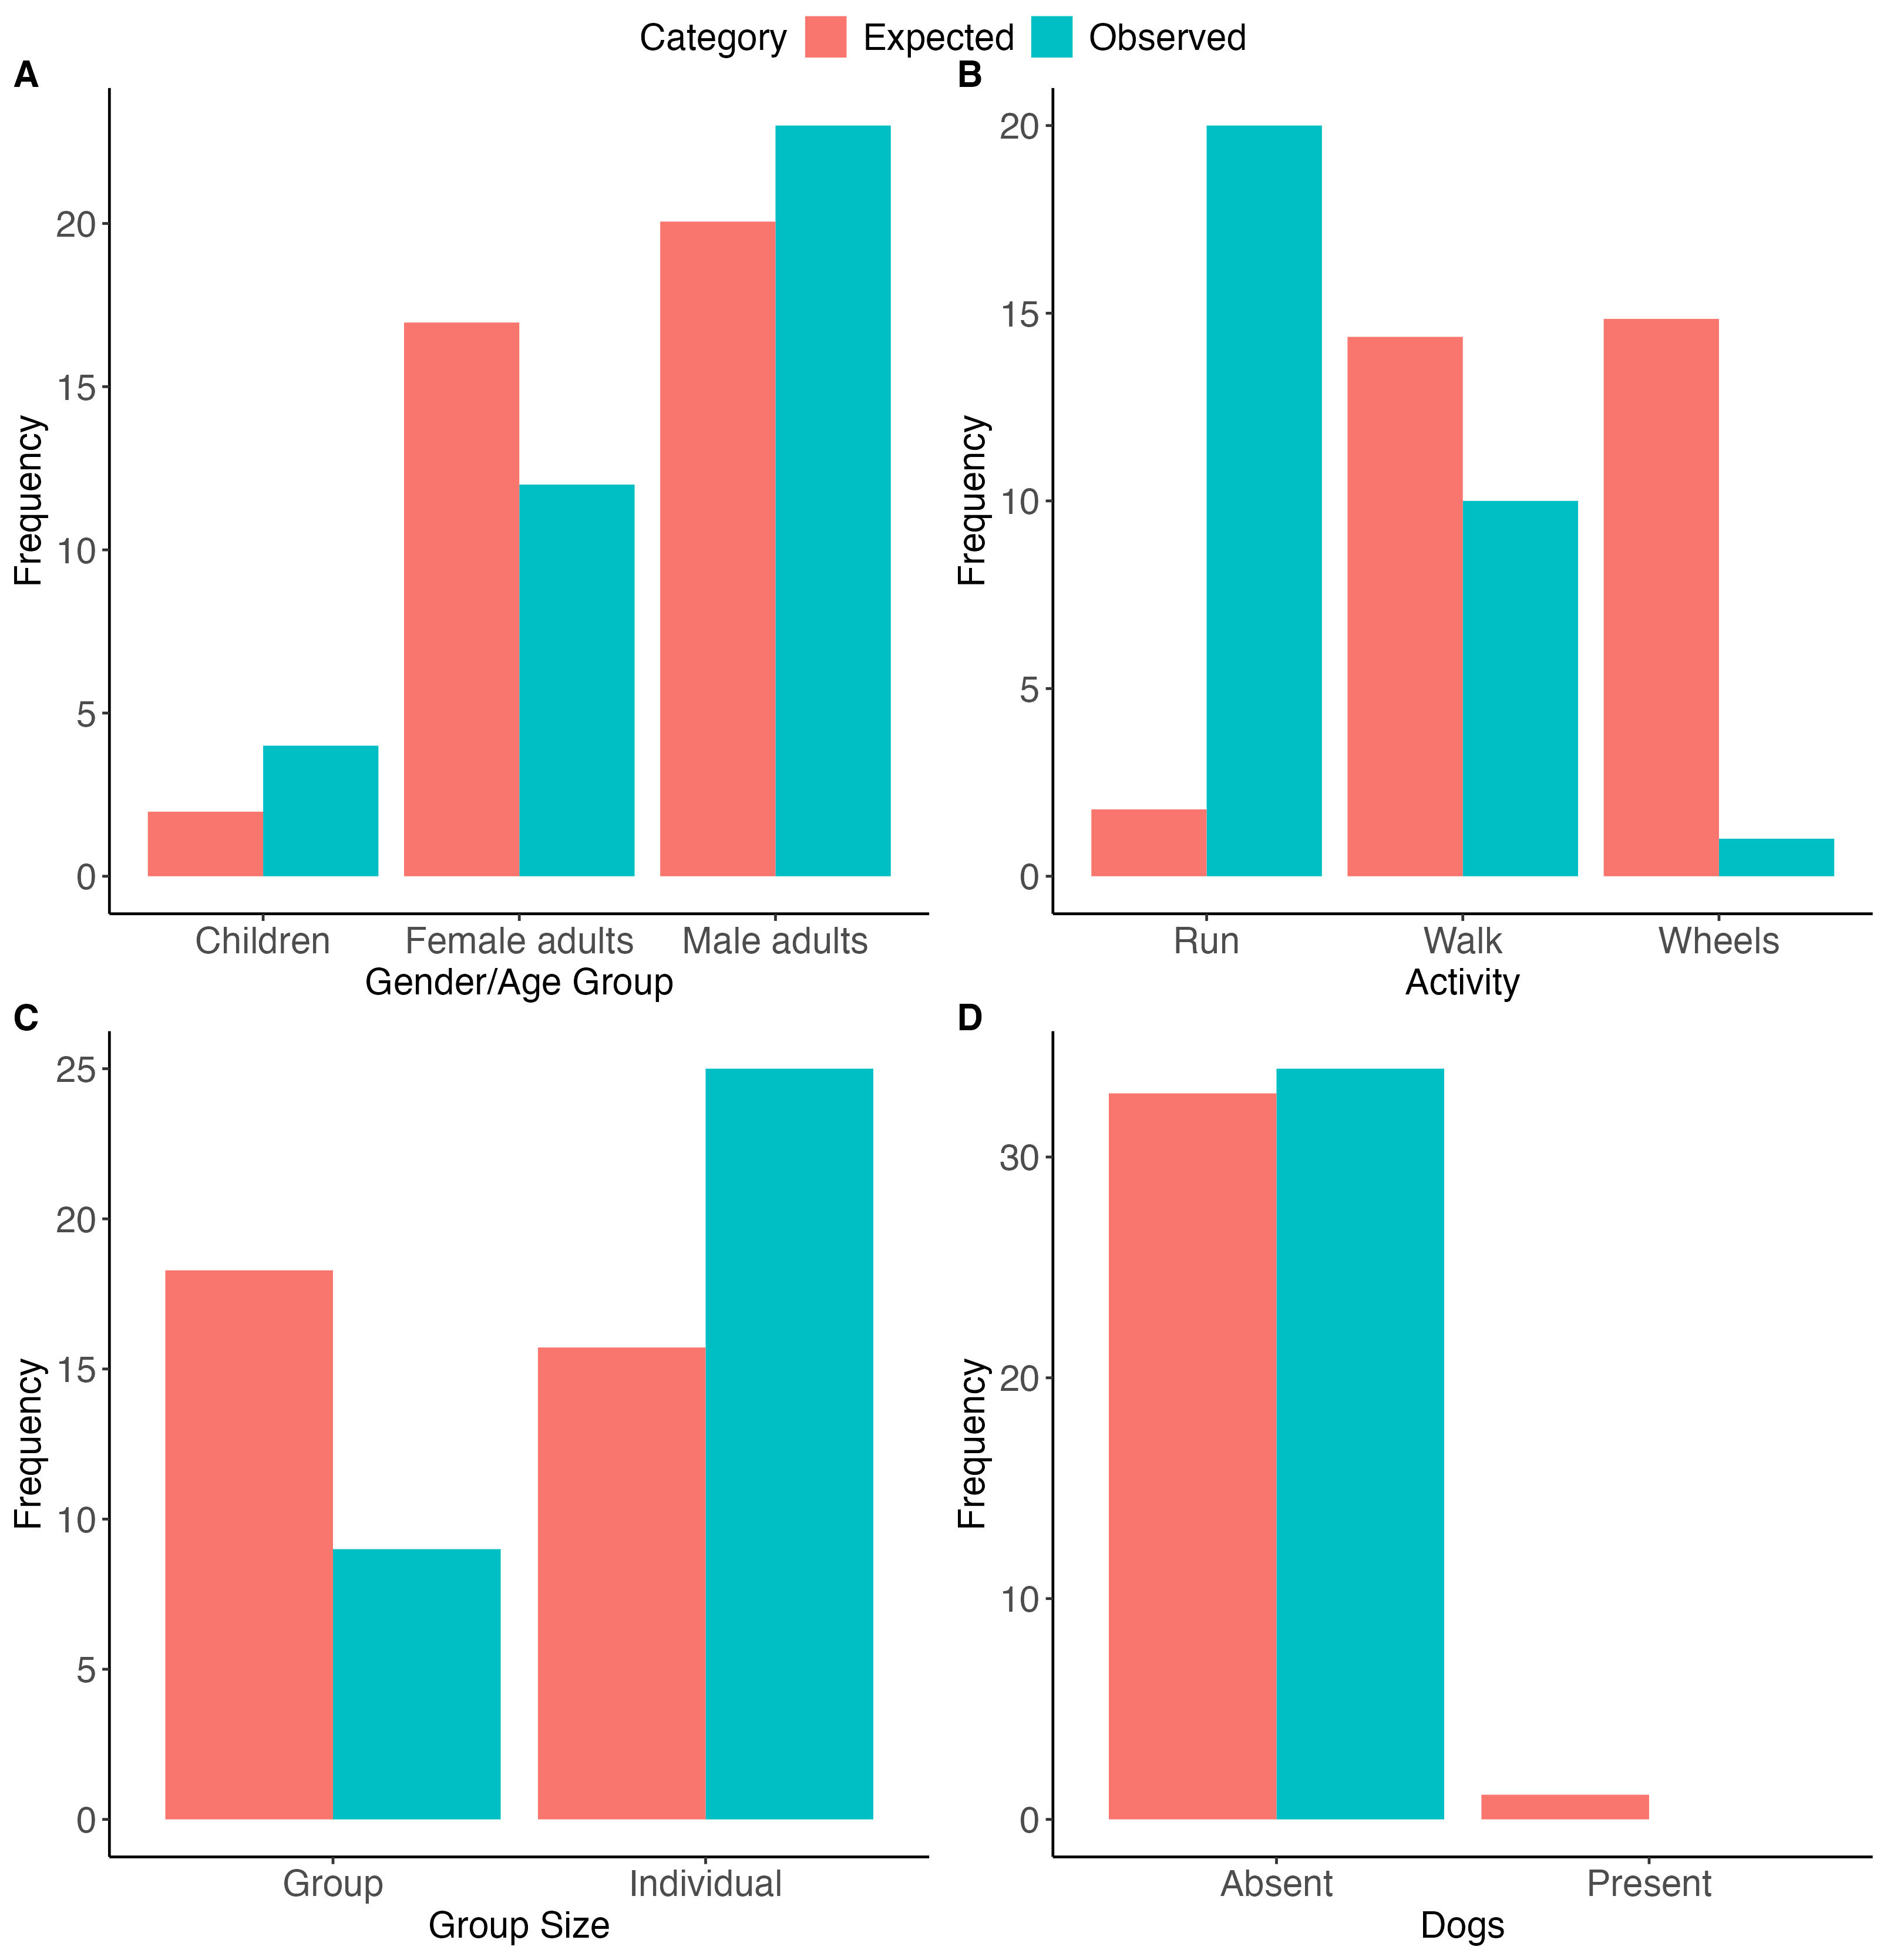 Category Expected Observed
A
20
15
10
5
0
Frequency
Children Female adults Male adults
Gender/Age Group
B
20
15
10
5
0
Frequency
Run Walk Wheels
Activity
C
25
20
15
10
5
0
Frequency
Group Individual
Group Size
D
30
20
10
0
Frequency
Absent Present
Dogs